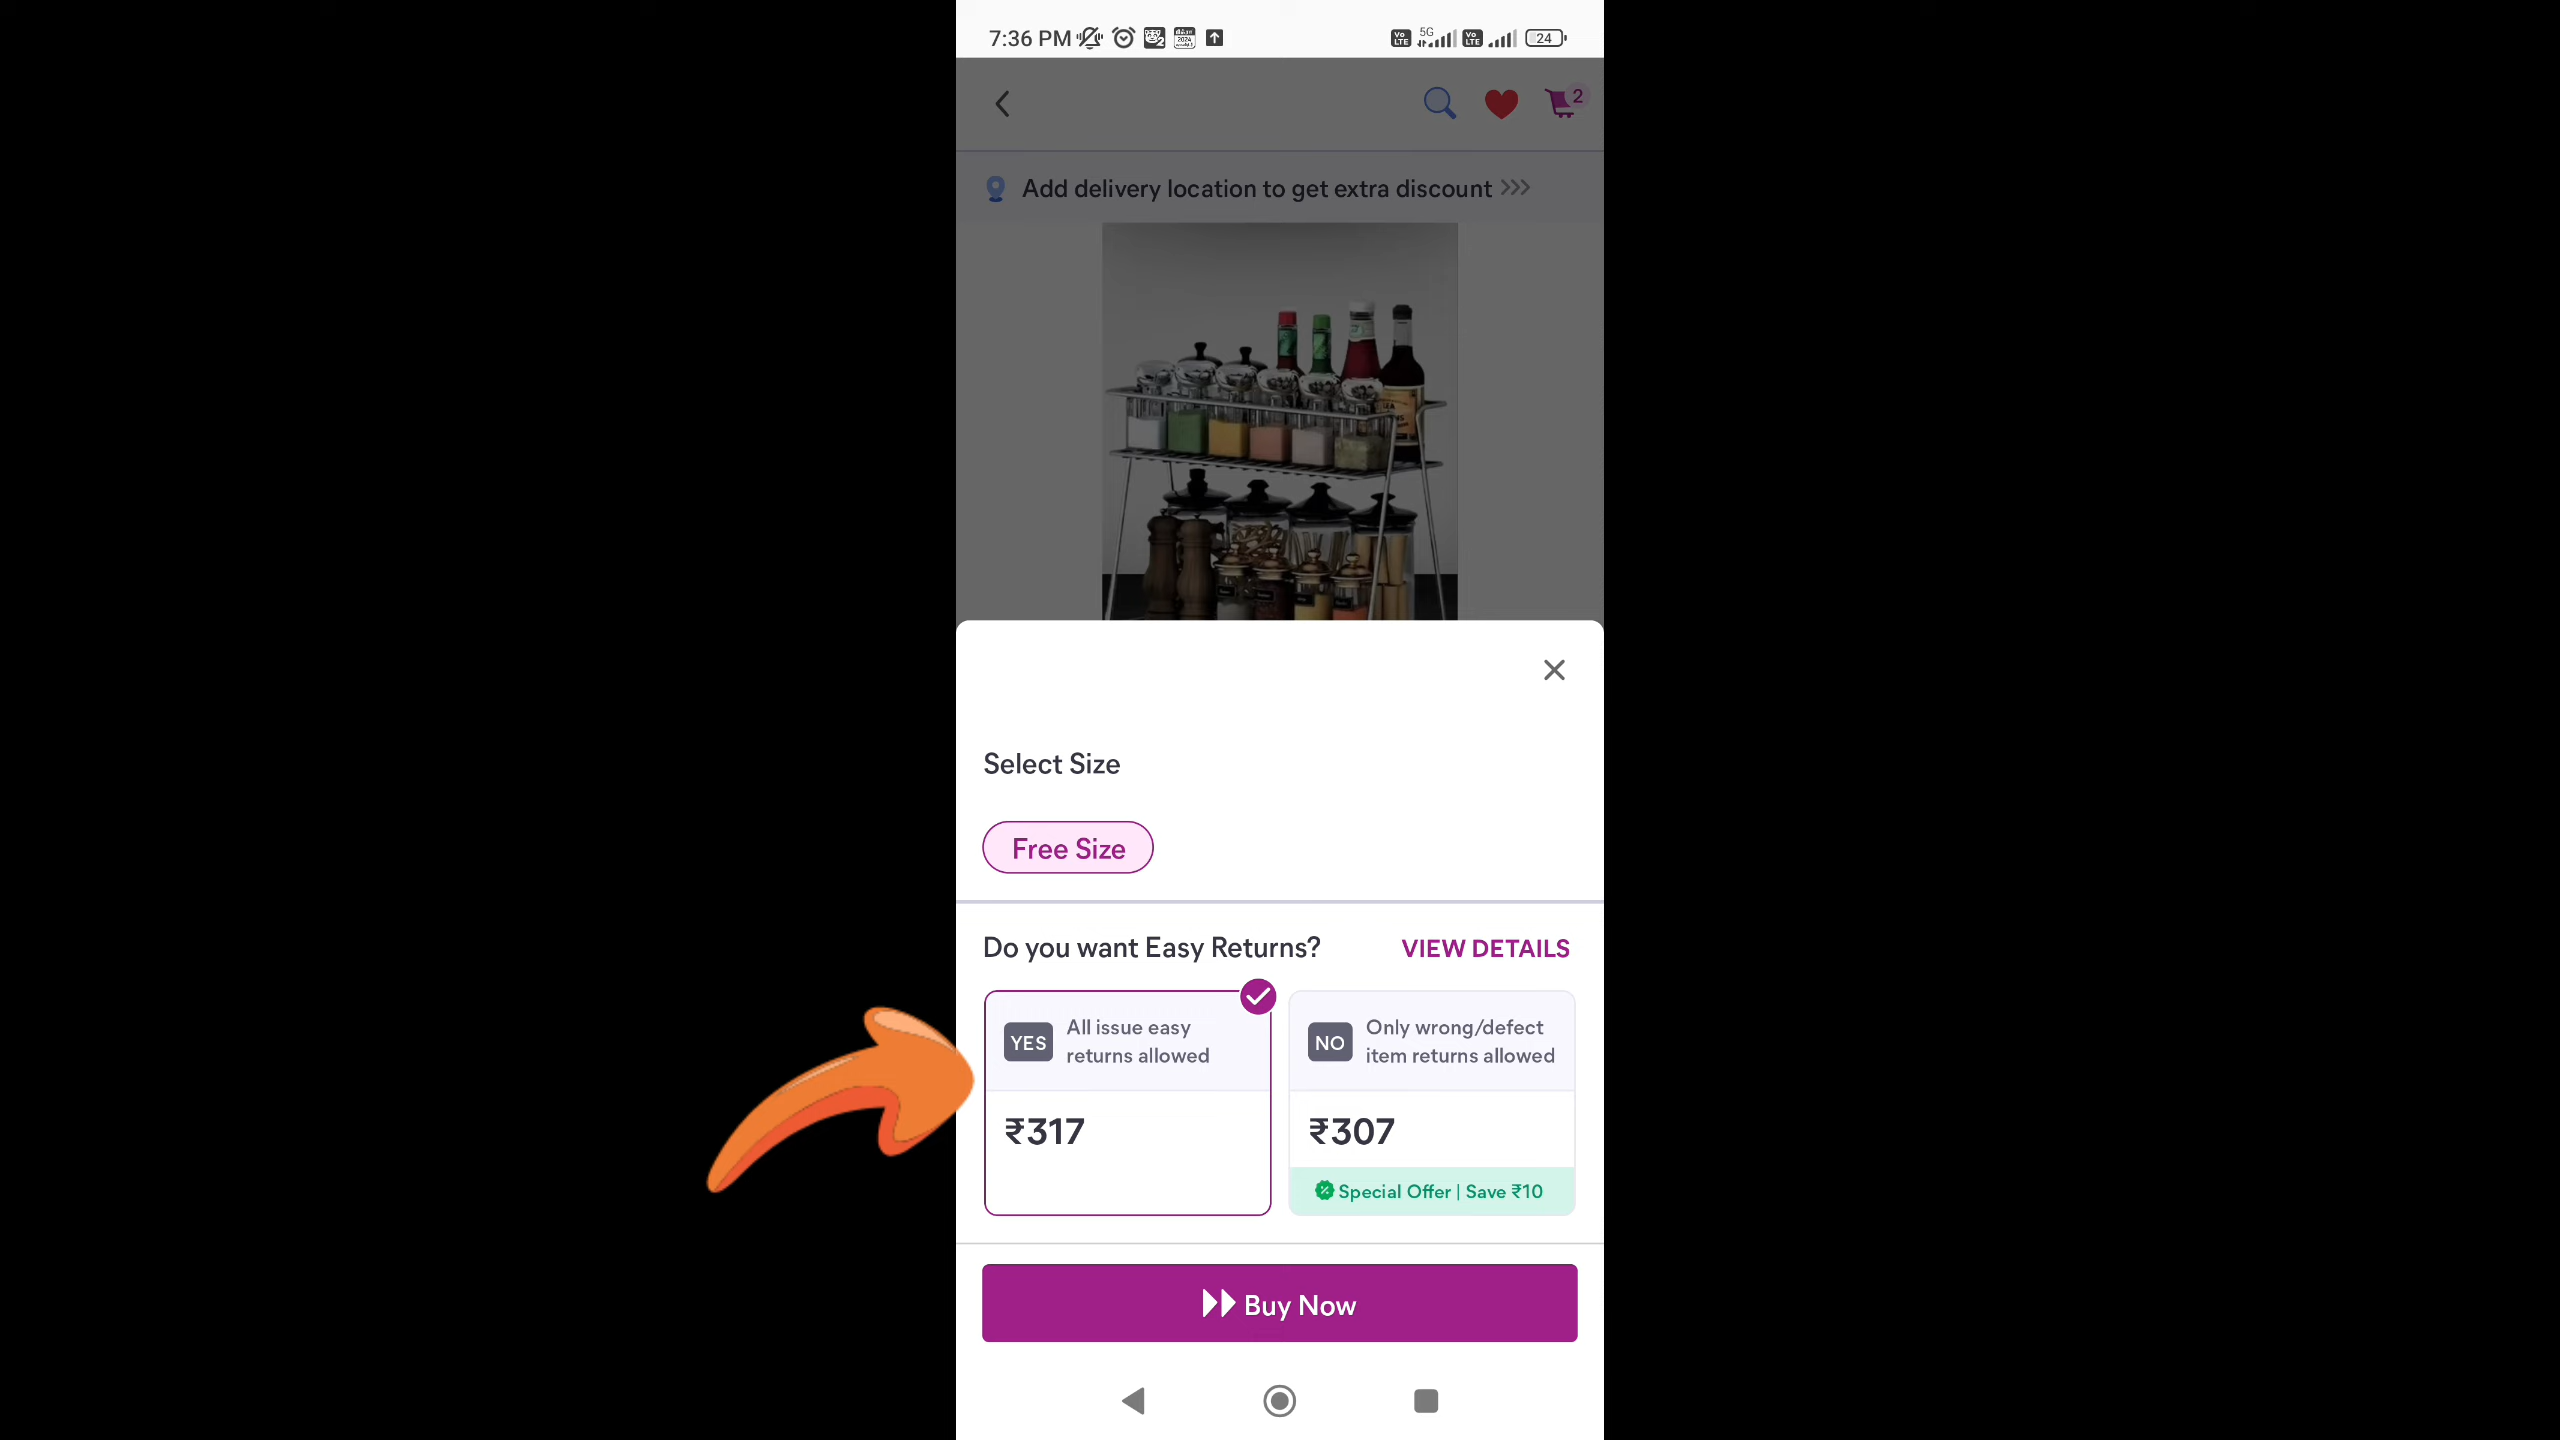 7:36 PM
5G
24
2
Add delivery location to get extra discount >>>
Select Size
Free Size
Do you want Easy Returns?
VIEW DETAILS
YES
All issue easy
returns allowed
₹317
NO
Only wrong/defect
item returns allowed
₹307
Special Offer | Save ₹10
Buy Now